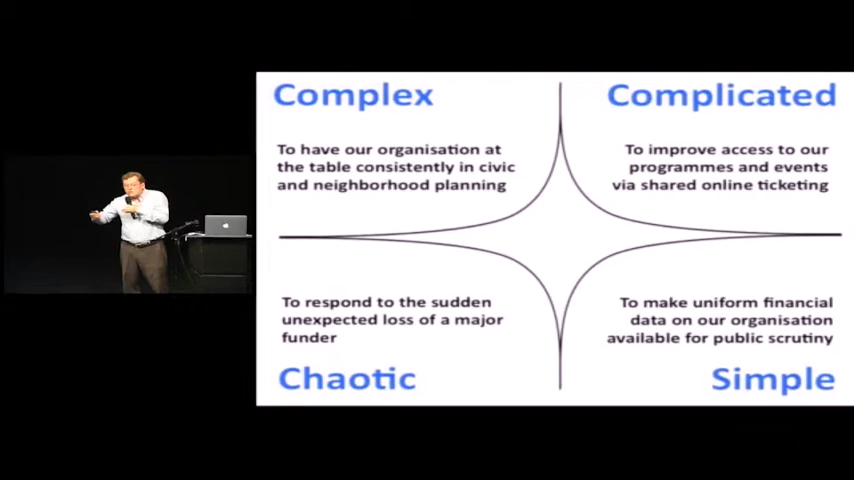 Complex
To have our organisation at
the table consistently in civic
and neighborhood planning
Complicated
To improve access to our
programmes and events
via shared online ticketing
To respond to the sudden
unexpected loss of a major
funder
Chaotic
To make uniform financial
data on our organisation
available for public scrutiny
Simple